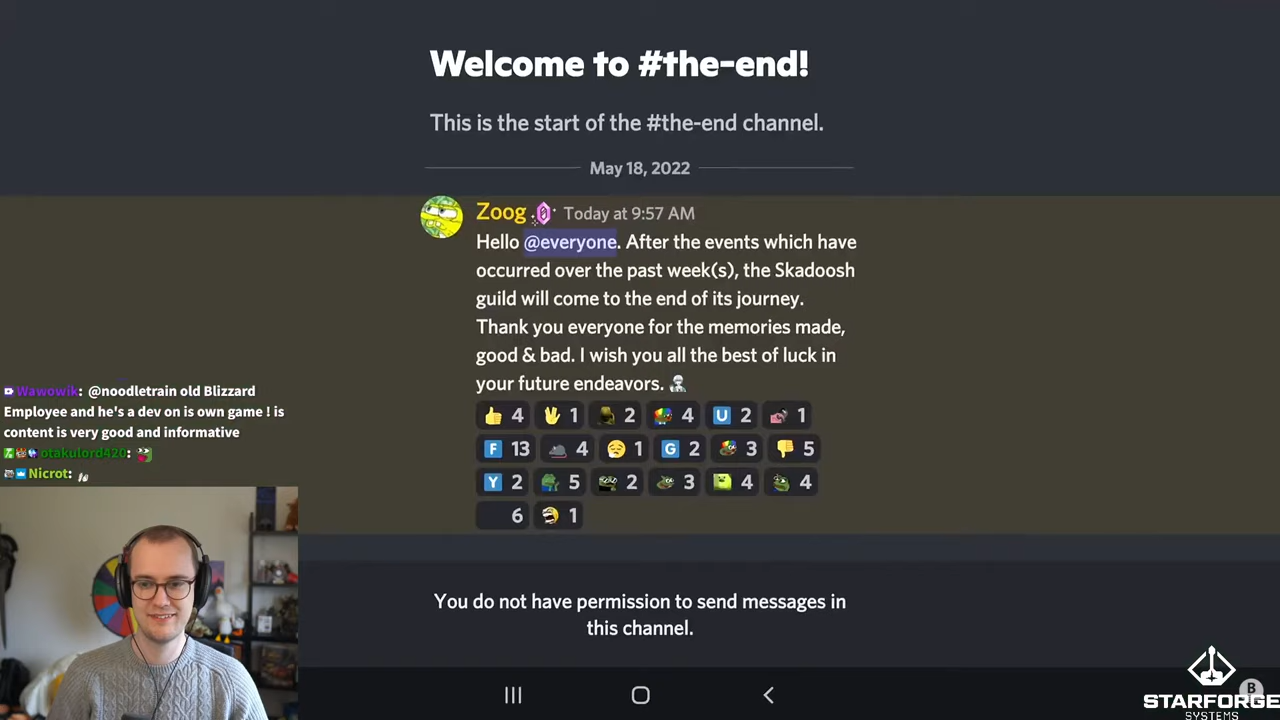 Welcome to #the-end!
This is the start of the #the-end channel.
May 18, 2022
Zoog Today at 9:57 AM
Hello @everyone. After the events which have
occurred over the past week(s), the Skadoosh
guild will come to the end of its journey.
Thank you everyone for the memories made,
good & bad. I wish you all the best of luck in
your future endeavors.
4 1 2 4 U 2 1
F 13 4 1 G 2 3 5
Y 2 5 2 3 4 4
6 1
You do not have permission to send messages in
this channel.
Wawowik: @noodletrain old Blizzard
Employee and he's a dev on is own game ! is
content is very good and informative
otakulord420:
Nicrot:
B
STARFORGE
SYSTEMS